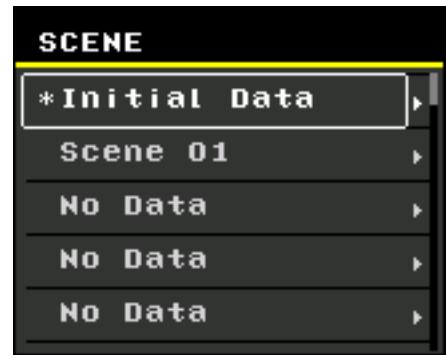 SCENE
*Initial Data
Scene 01
No Data
No Data
No Data